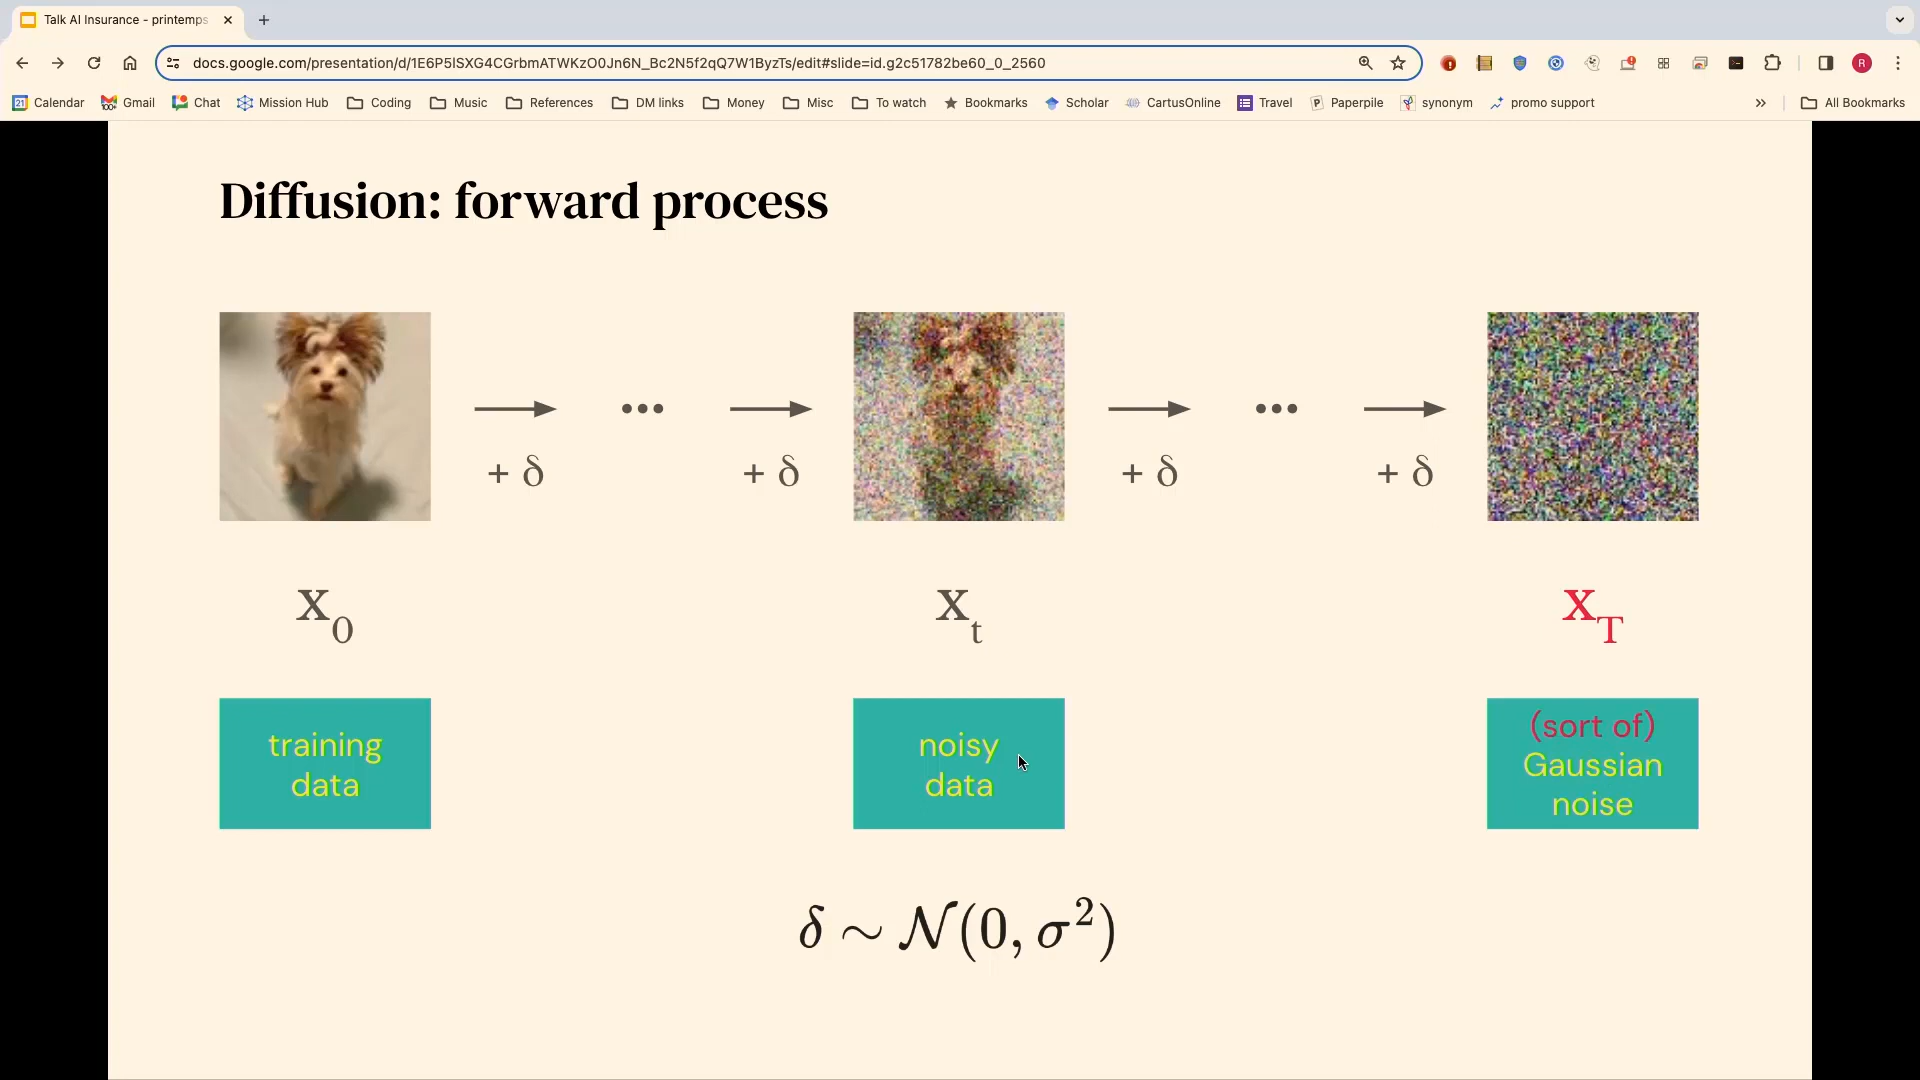 Talk AI Insurance - printemps
docs.google.com/presentation/d/1E6P5lSXG4CGrbmATWKzO0Jn6N_Bc2N5f2qQ7W1ByzTs/edit#slide=id.g2c51782be60_0_2560
R
Calendar Gmail Chat Mission Hub Coding Music References DM links Money Misc To watch Bookmarks Scholar CartusOnline Travel Paperpile synonym promo support » All Bookmarks
Diffusion: forward process
+ δ ••• + δ + δ ••• + δ
x₀ xₜ x_T
training
data
noisy
data
(sort of)
Gaussian
noise
δ ∼ 𝒩(0, σ²)